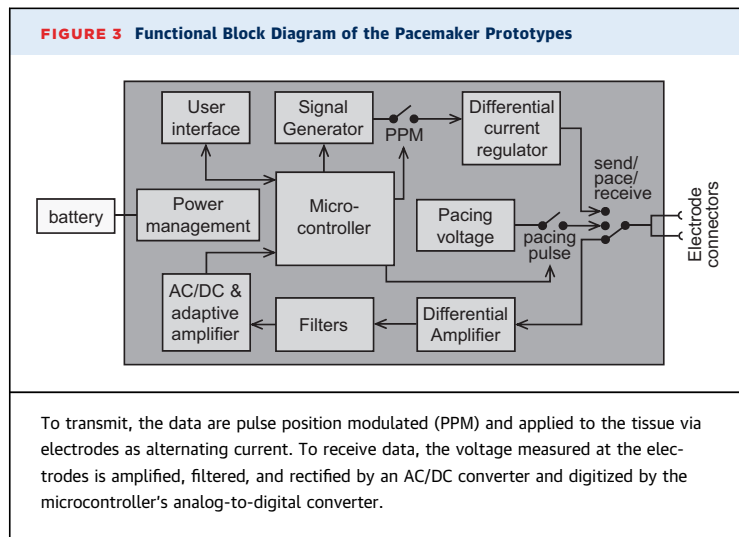 FIGURE 3 Functional Block Diagram of the Pacemaker Prototypes
User
interface
Signal
Generator
PPM
Differential
current
regulator
send/
pace/
receive
battery
Power
management
Micro-
controller
Pacing
voltage
pacing
pulse
Electrode
connectors
AC/DC &
adaptive
amplifier
Filters
Differential
Amplifier
To transmit, the data are pulse position modulated (PPM) and applied to the tissue via
electrodes as alternating current. To receive data, the voltage measured at the elec-
trodes is amplified, filtered, and rectified by an AC/DC converter and digitized by the
microcontroller's analog-to-digital converter.